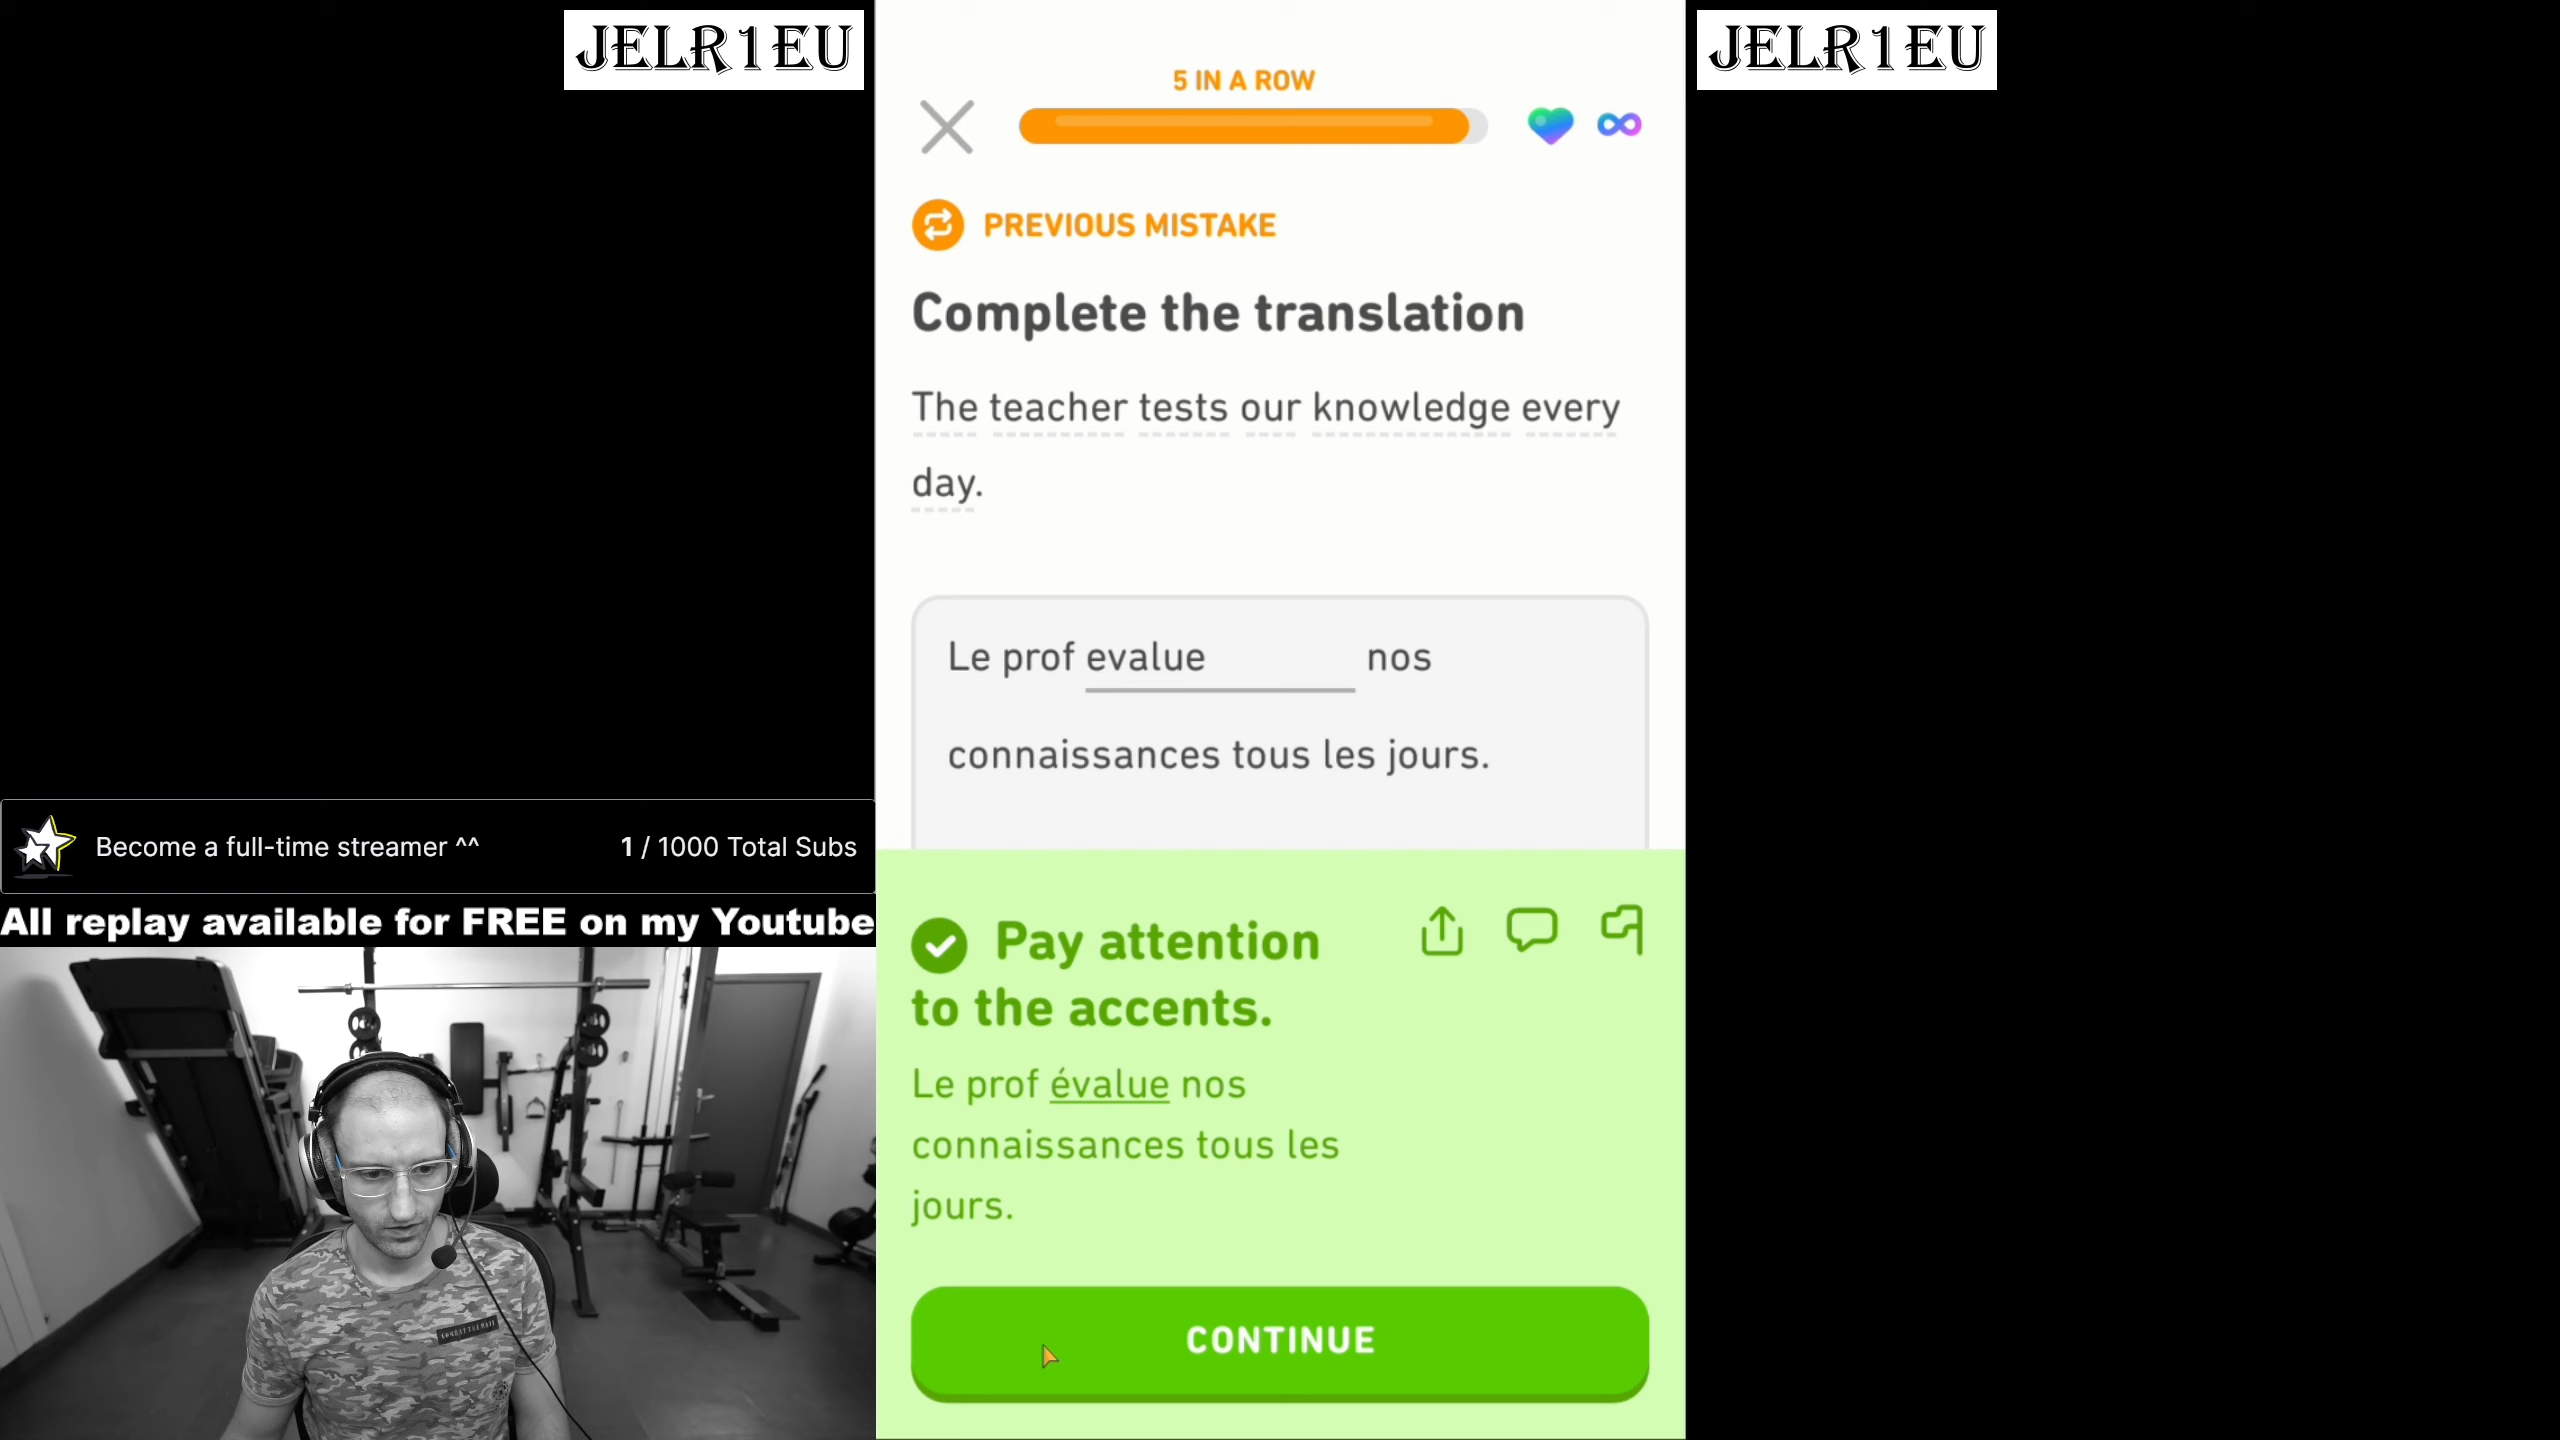 JELR1EU
JELR1EU
5 IN A ROW
PREVIOUS MISTAKE
Complete the translation
The teacher tests our knowledge every
day.
Le prof evalue nos
connaissances tous les jours.
Become a full-time streamer ^^ 1 / 1000 Total Subs
All replay available for FREE on my Youtube
Pay attention
to the accents.
Le prof évalue nos
connaissances tous les
jours.
CONTINUE